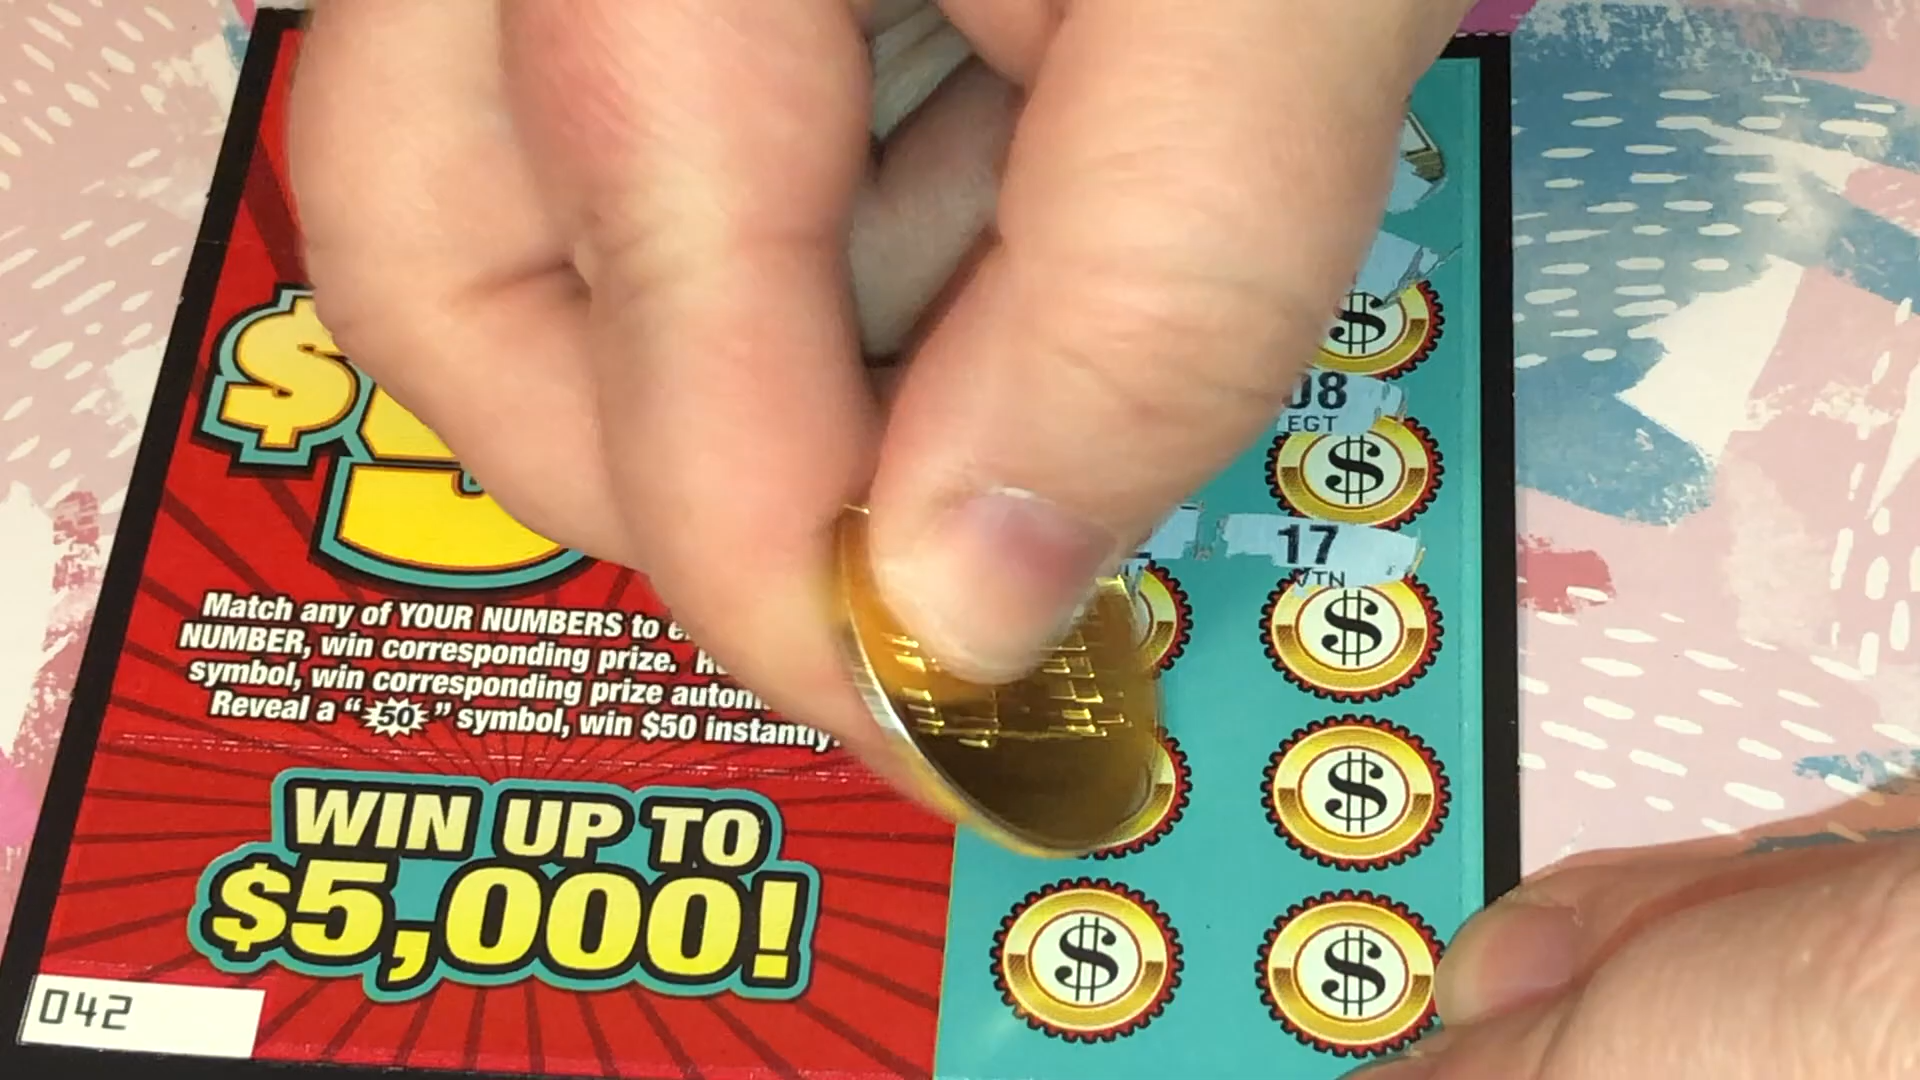 08
EGT
17
VTN
Match any of YOUR NUMBERS to
NUMBER, win corresponding prize.
symbol, win corresponding prize
Reveal a "50" symbol, win $50 instantly.
WIN UP TO
$5,000!
042